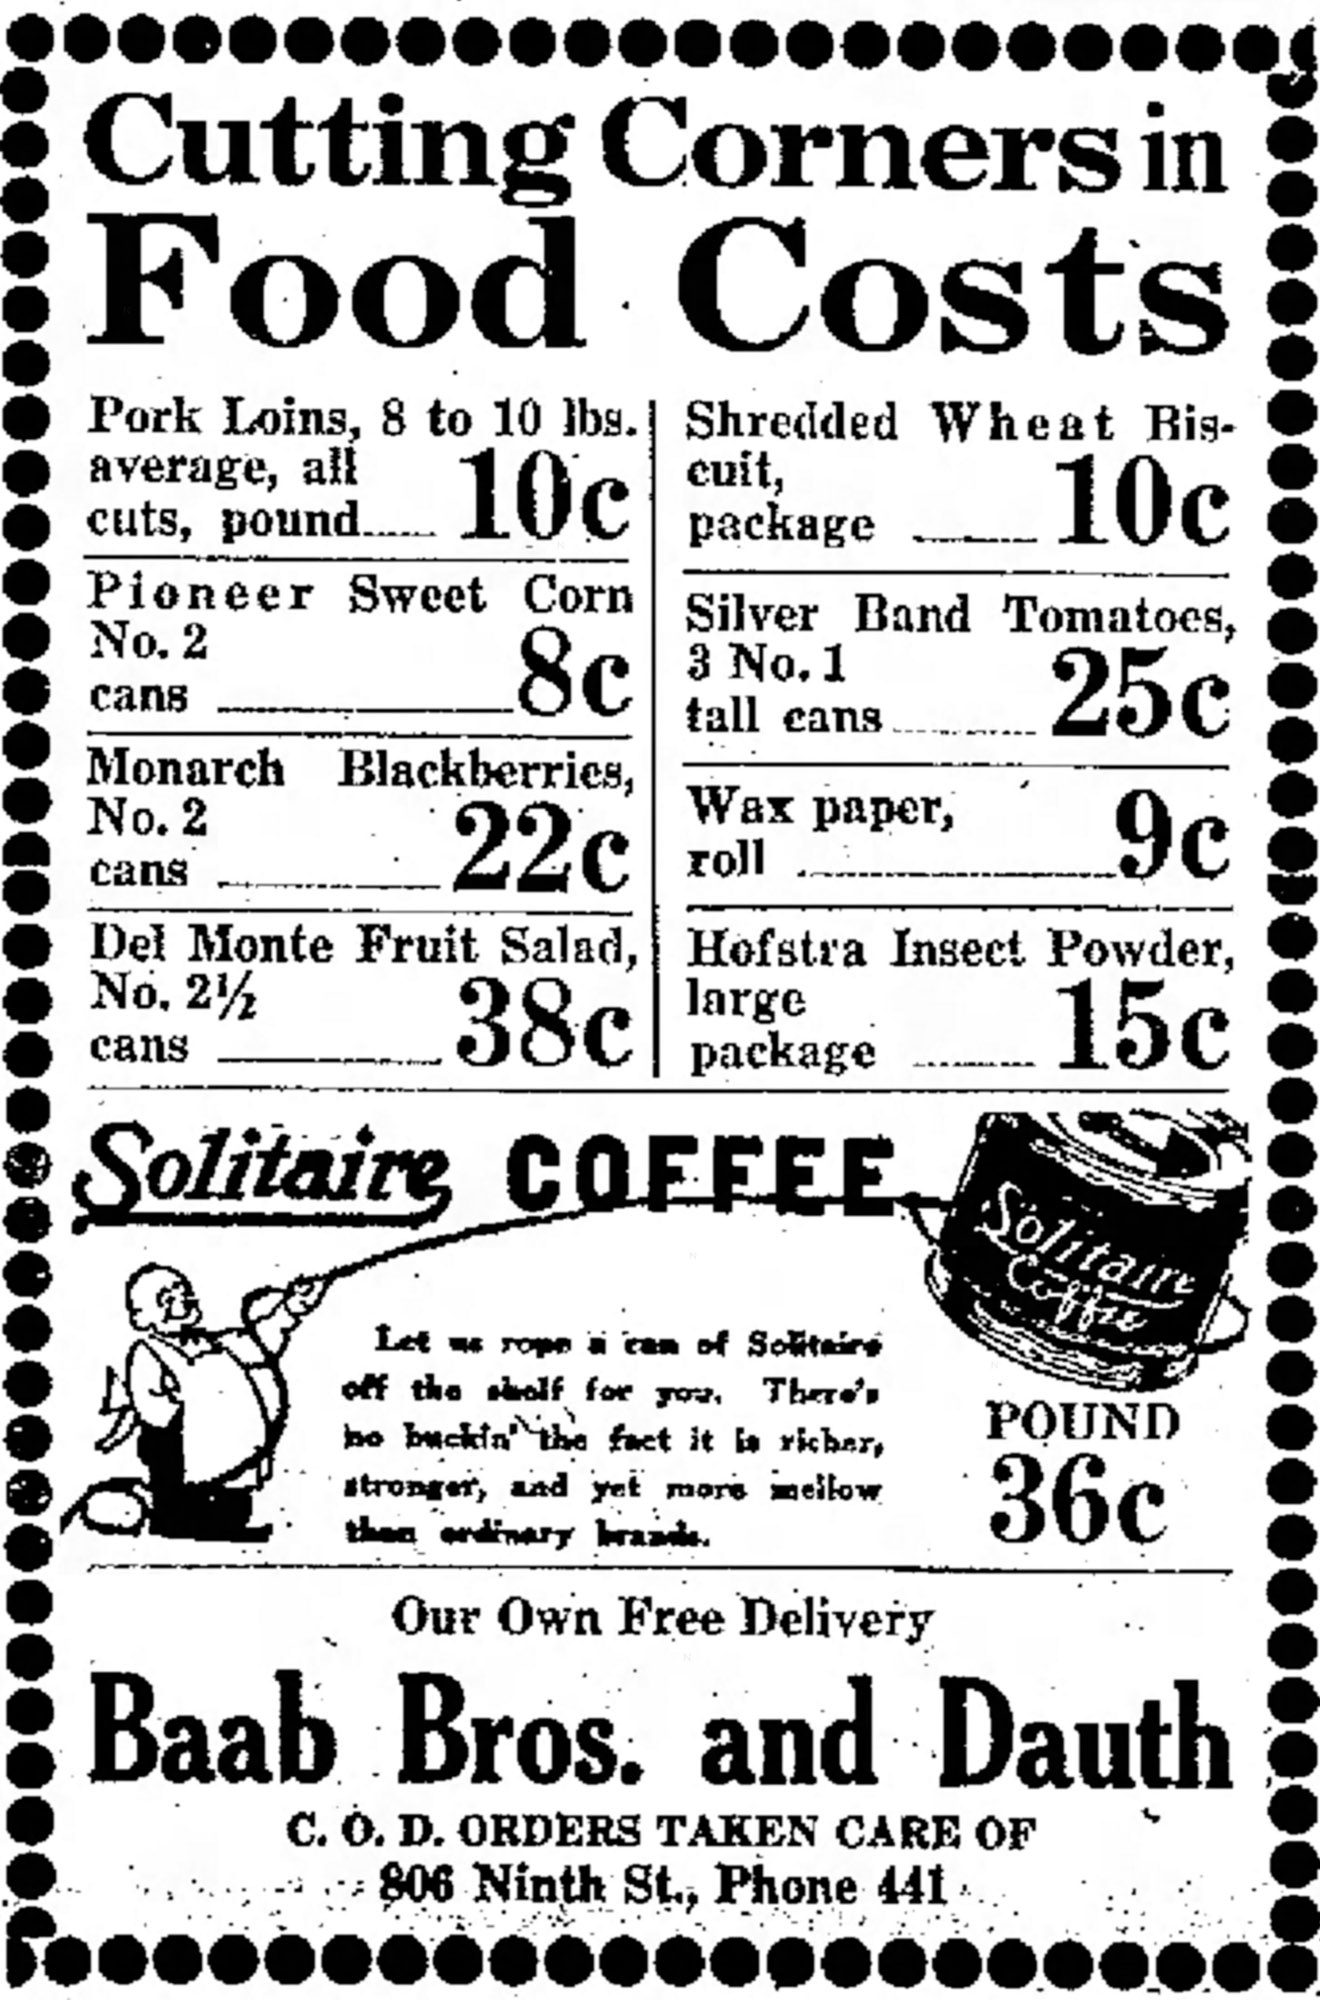 Cutting Corners in
Food Costs
Pork Loins, 8 to 10 lbs.
average, all
cuts, pound...... 10c
Pioneer Sweet Corn
No. 2
cans 8c
Monarch Blackberries,
No. 2
cans 22c
Del Monte Fruit Salad,
No. 2½
cans 38c
Shredded Wheat Bis-
cuit,
package 10c
Silver Band Tomatoes,
3 No. 1
tall cans 25c
Wax paper,
roll 9c
Hofstra Insect Powder,
large
package 15c
Solitaire COFFEE
Solitaire
Coffee
Let us rope a can of Solitaire
off the shelf for you. There's
no buckin' the fact it is richer,
stronger, and yet more mellow
than ordinary brands.
POUND
36c
Our Own Free Delivery
Baab Bros. and Dauth
C. O. D. ORDERS TAKEN CARE OF
806 Ninth St., Phone 441